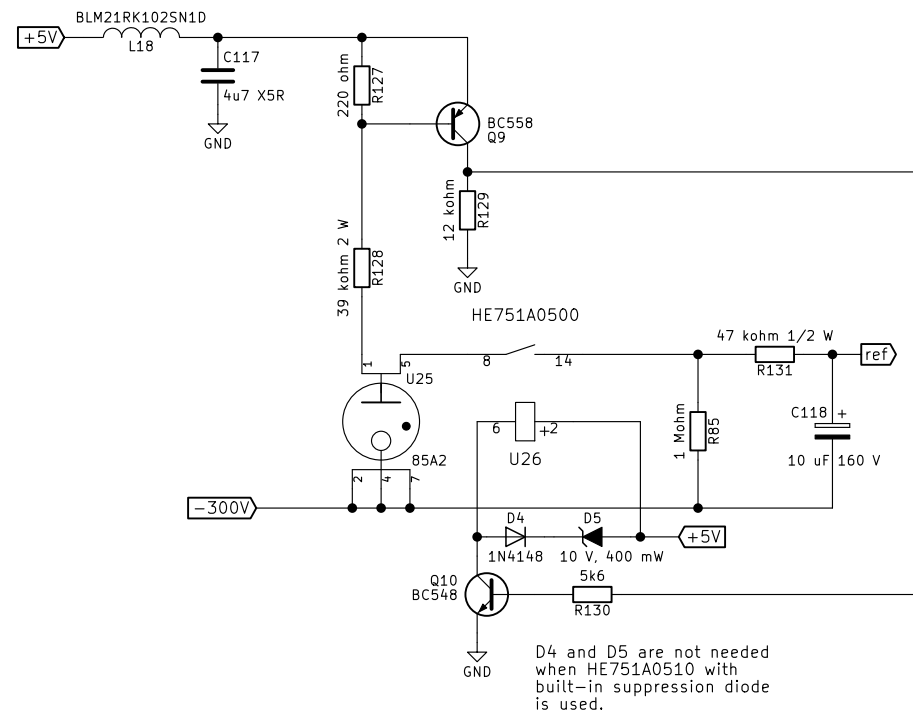 BLM21RK102SN1D
+5V
L18
C117
4u7 X5R
GND
220 ohm
R127
BC558
Q9
12 kohm
R129
GND
39 kohm 2 W
R128
HE751A0500
1
5
8
14
U25
47 kohm 1/2 W
R131
ref
C118
+
10 uF 160 V
1 Mohm
R85
6
+2
U26
85A2
2
4
7
-300V
D4
1N4148
D5
10 V, 400 mW
+5V
Q10
BC548
5k6
R130
GND
D4 and D5 are not needed
when HE751A0510 with
built-in suppression diode
is used.